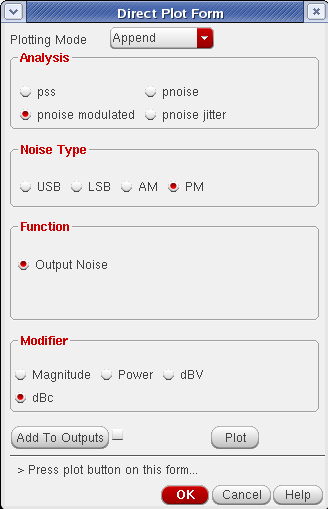 Direct Plot Form
Plotting Mode Append
Analysis
pss pnoise
pnoise modulated pnoise jitter
Noise Type
USB LSB AM PM
Function
Output Noise
Modifier
Magnitude Power dBV
dBc
Add To Outputs Plot
> Press plot button on this form...
OK Cancel Help